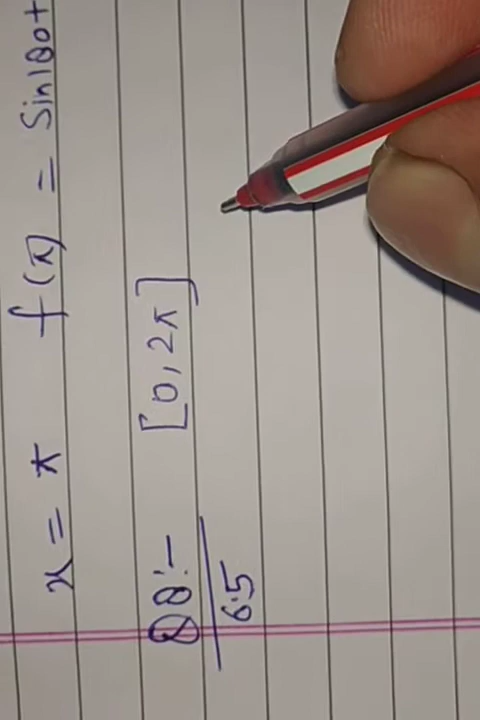 x = π f(π) = Sin180+
Q8:- [0, 2π]
6.5